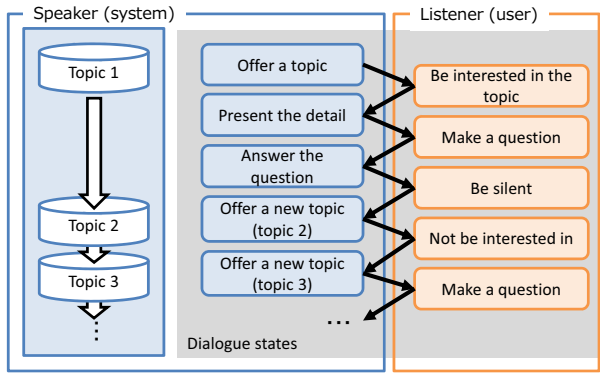 Speaker (system)
Listener (user)
Topic 1
Topic 2
Topic 3
Offer a topic
Be interested in the
topic
Present the detail
Make a question
Answer the
question
Be silent
Offer a new topic
(topic 2)
Not be interested in
Offer a new topic
(topic 3)
Make a question
...
Dialogue states